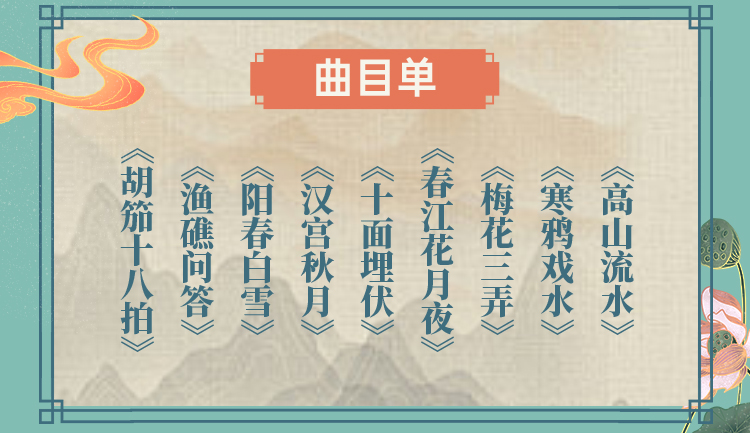 曲目单
《高山流水》
《寒鸦戏水》
《梅花三弄》
《春江花月夜》
《十面埋伏》
《汉宫秋月》
《阳春白雪》
《渔礁问答》
《胡笳十八拍》